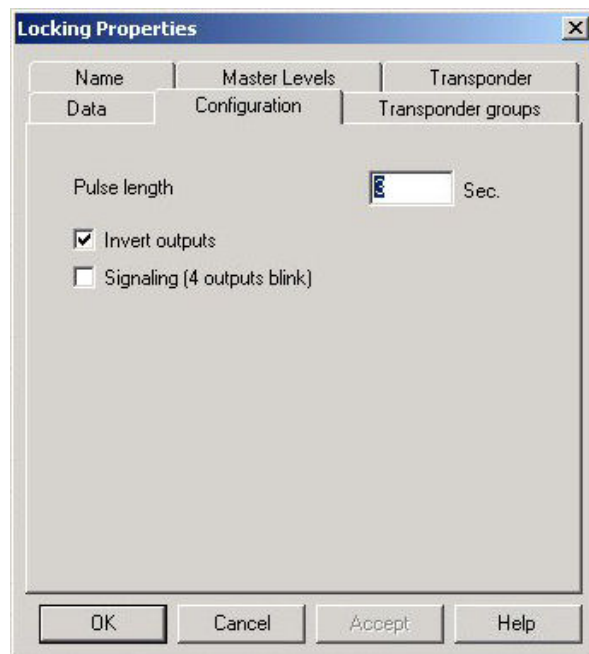 Locking Properties
Name Master Levels Transponder
Data Configuration Transponder groups
Pulse length 3 Sec.
Invert outputs
Signaling (4 outputs blink)
OK Cancel Accept Help